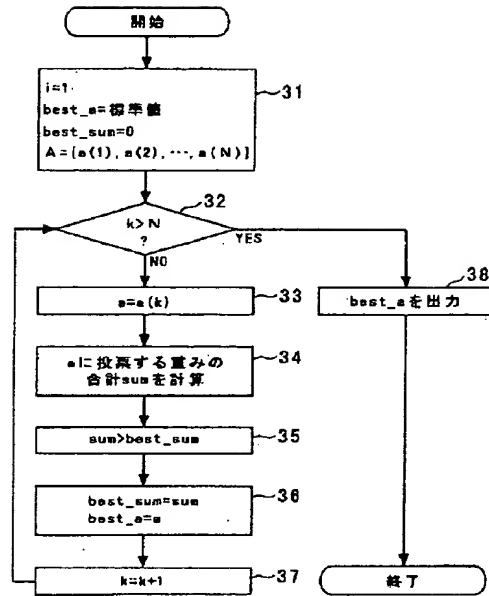 開始
i=1
best_a=標準値
best_sum=0
A={a(1),a(2),…,a(N)}
31
k>N
?
32
YES
NO
a=a(k)
33
aに投票する重みの
合計sumを計算
34
sum>best_sum
35
best_sum=sum
best_a=a
36
k=k+1
37
best_aを出力
38
終了